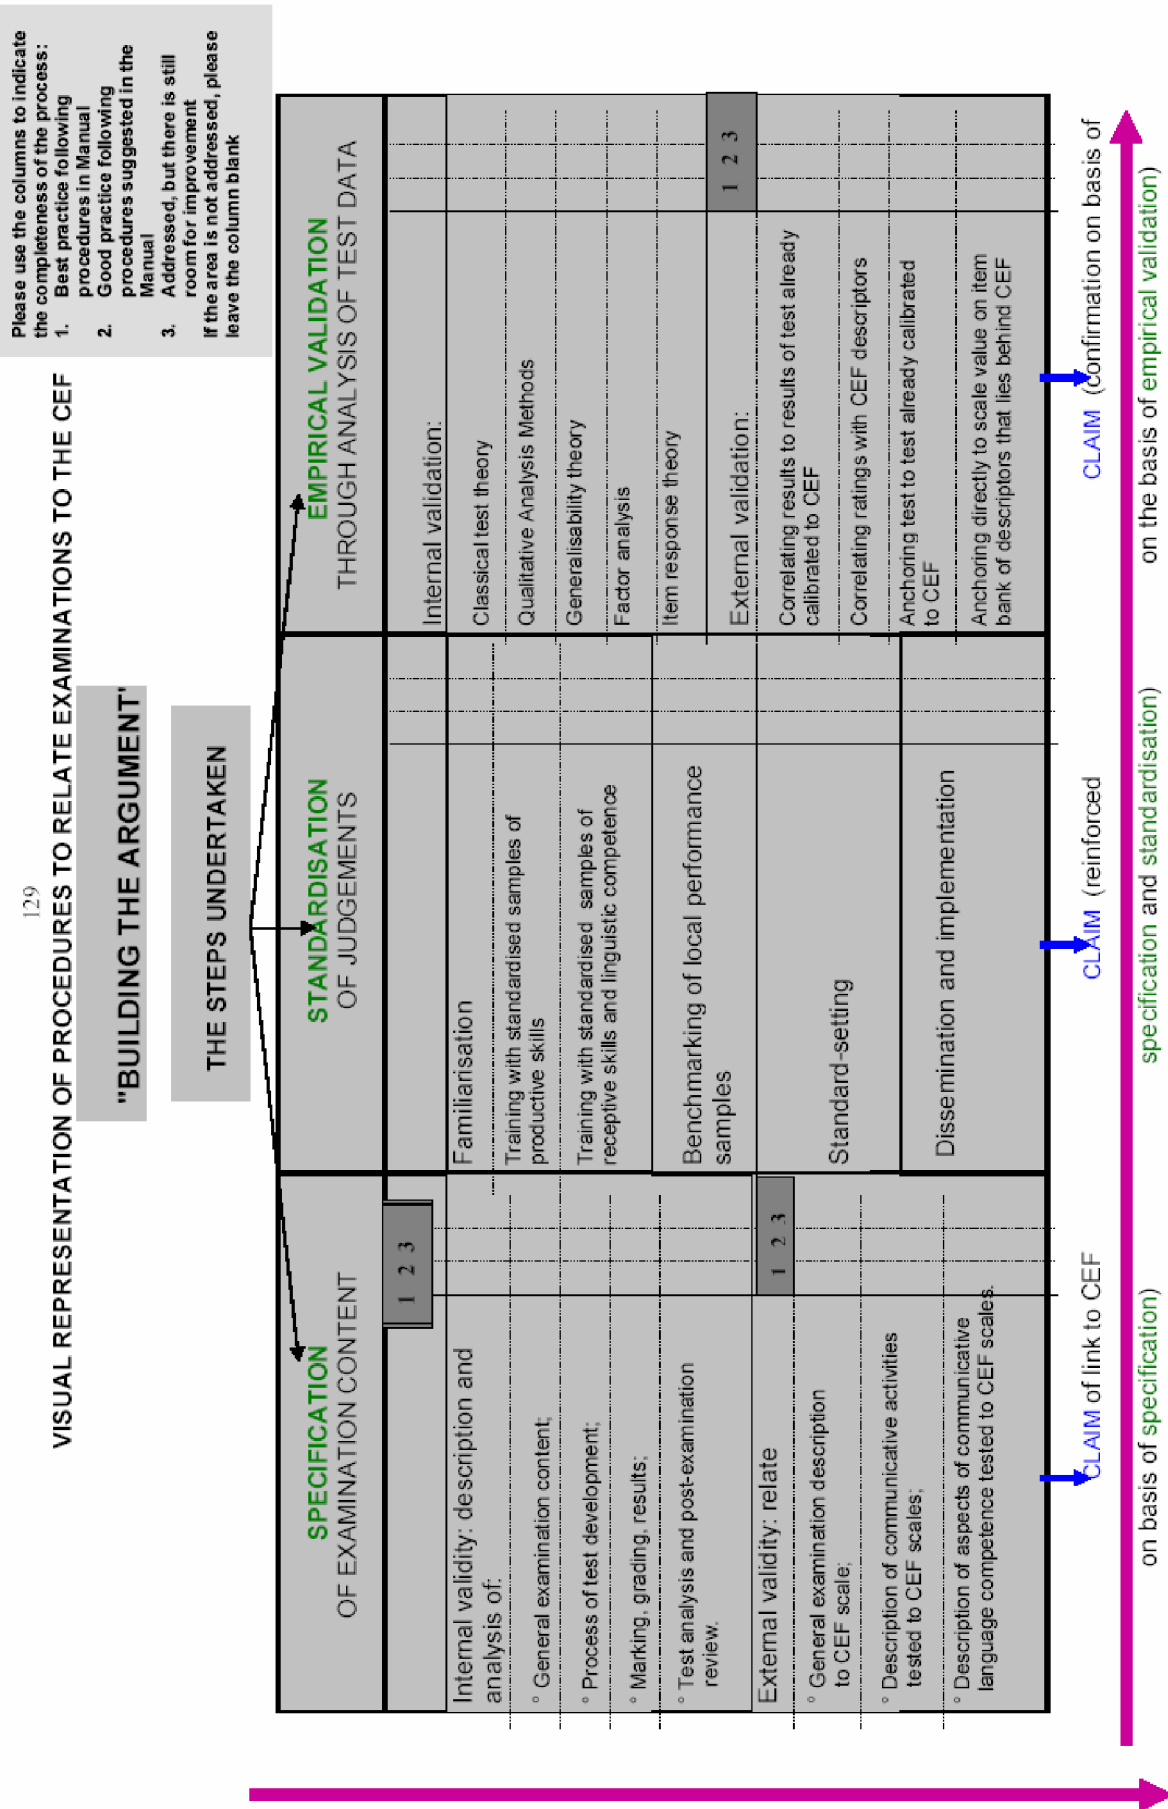 129
VISUAL REPRESENTATION OF PROCEDURES TO RELATE EXAMINATIONS TO THE CEF
Please use the columns to indicate
the completeness of the process:
1. Best practice following
procedures in Manual
2. Good practice following
procedures suggested in the
Manual
3. Addressed, but there is still
room for improvement
If the area is not addressed, please
leave the column blank
"BUILDING THE ARGUMENT"
THE STEPS UNDERTAKEN
SPECIFICATION
OF EXAMINATION CONTENT
1 2 3
Internal validity: description and
analysis of:
° General examination content;
° Process of test development;
° Marking, grading, results;
° Test analysis and post-examination
review.
External validity: relate
1 2 3
° General examination description
to CEF scale;
° Description of communicative activities
tested to CEF scales;
° Description of aspects of communicative
language competence tested to CEF scales.
STANDARDISATION
OF JUDGEMENTS
Familiarisation
Training with standardised samples of
productive skills
Training with standardised samples of
receptive skills and linguistic competence
Benchmarking of local performance
samples
Standard-setting
Dissemination and implementation
EMPIRICAL VALIDATION
THROUGH ANALYSIS OF TEST DATA
Internal validation:
Classical test theory
Qualitative Analysis Methods
Generalisability theory
Factor analysis
Item response theory
External validation:
1 2 3
Correlating results to results of test already
calibrated to CEF
Correlating ratings with CEF descriptors
Anchoring test to test already calibrated
to CEF
Anchoring directly to scale value on item
bank of descriptors that lies behind CEF
CLAIM of link to CEF
on basis of specification)
CLAIM (reinforced
specification and standardisation)
CLAIM (confirmation on basis of
on the basis of empirical validation)